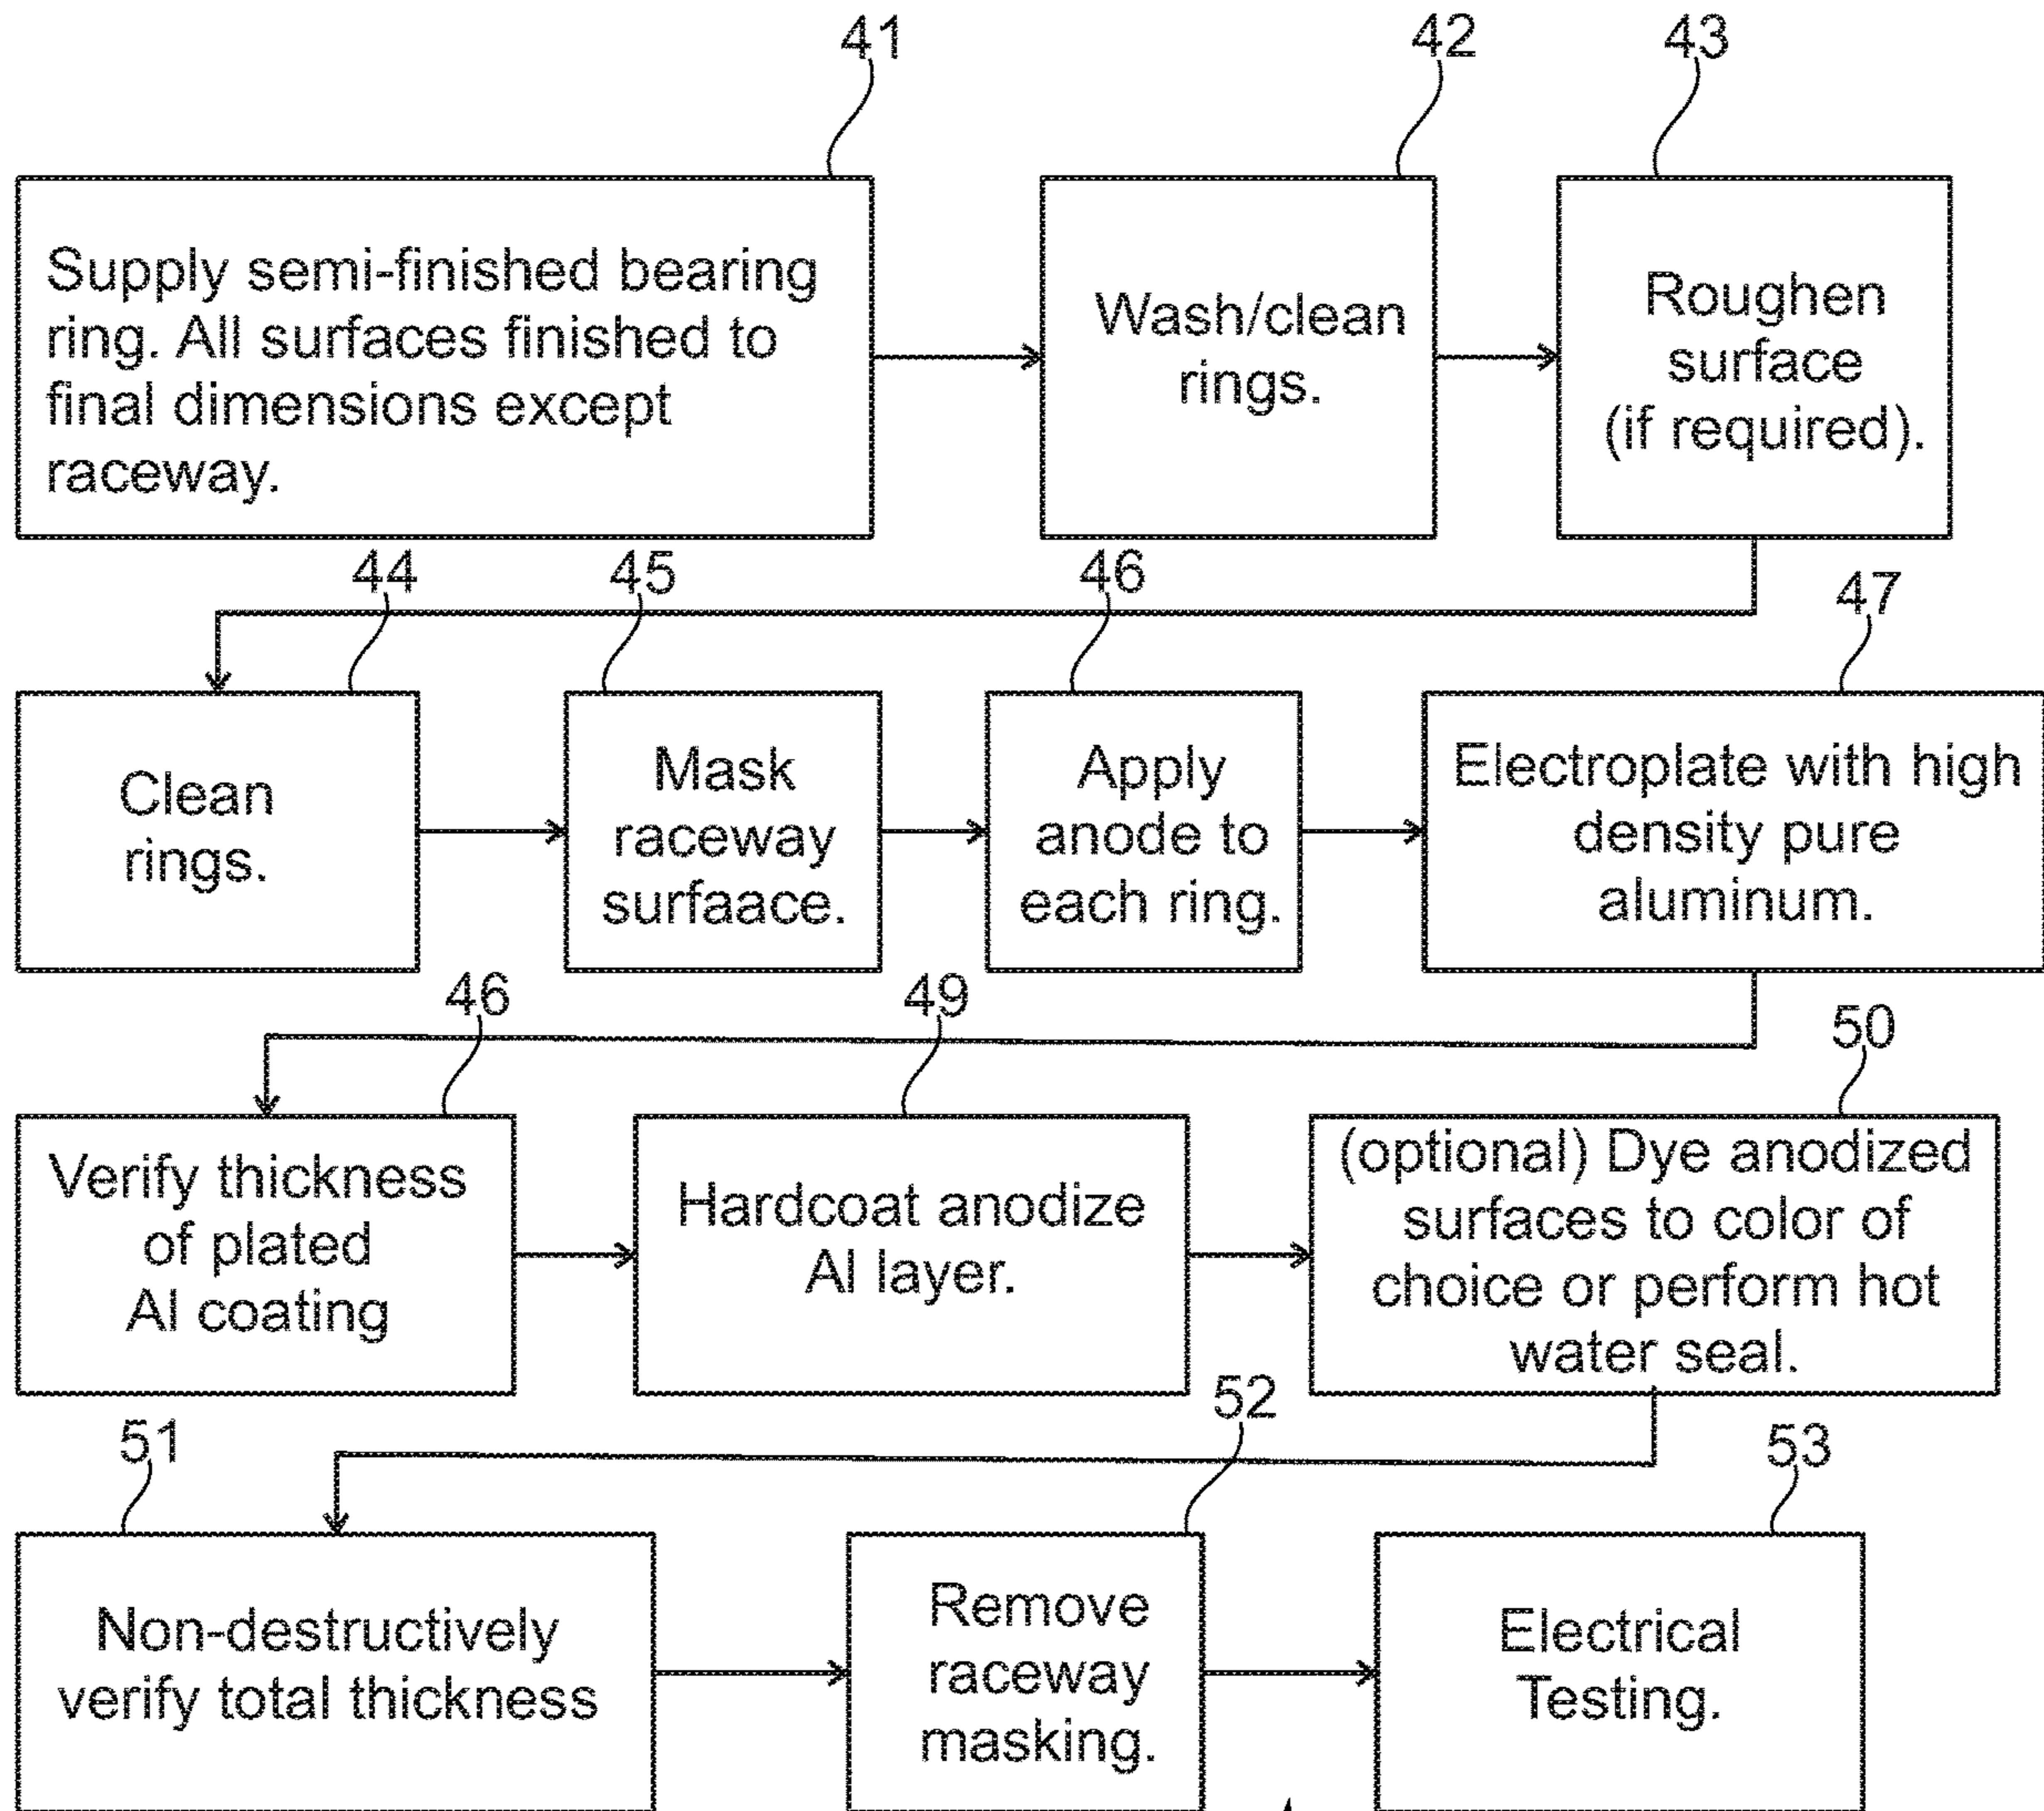 41
42
43
Supply semi-finished bearing
ring. All surfaces finished to
final dimensions except
raceway.
Wash/clean
rings.
Roughen
surface
(if required).
44
45
46
47
Clean
rings.
Mask
raceway
surfaace.
Apply
anode to
each ring.
Electroplate with high
density pure
aluminum.
46
49
50
Verify thickness
of plated
Al coating
Hardcoat anodize
Al layer.
(optional) Dye anodized
surfaces to color of
choice or perform hot
water seal.
51
52
53
Non-destructively
verify total thickness
Remove
raceway
masking.
Electrical
Testing.